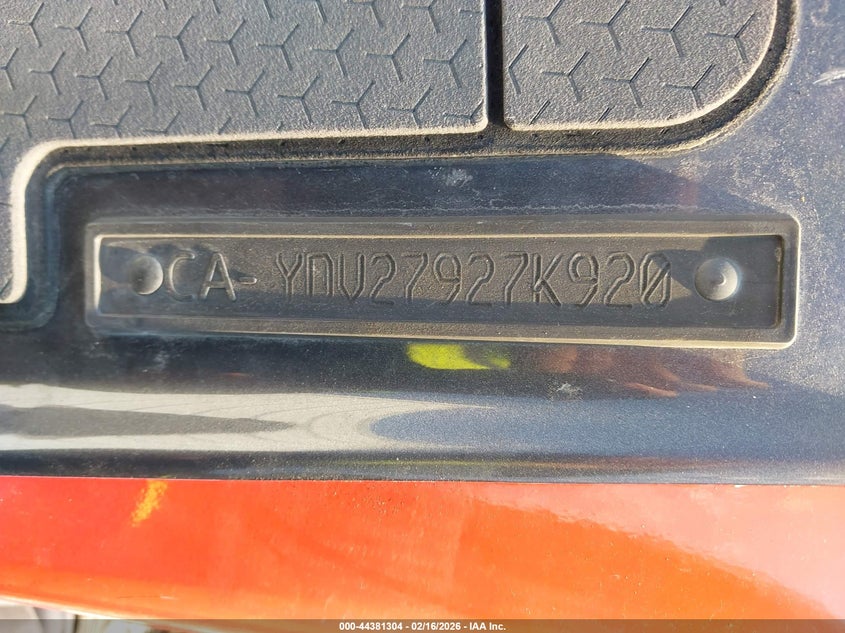 CA- YDV27927K920
000-44381304 | 02/16/2026 - IAA Inc.